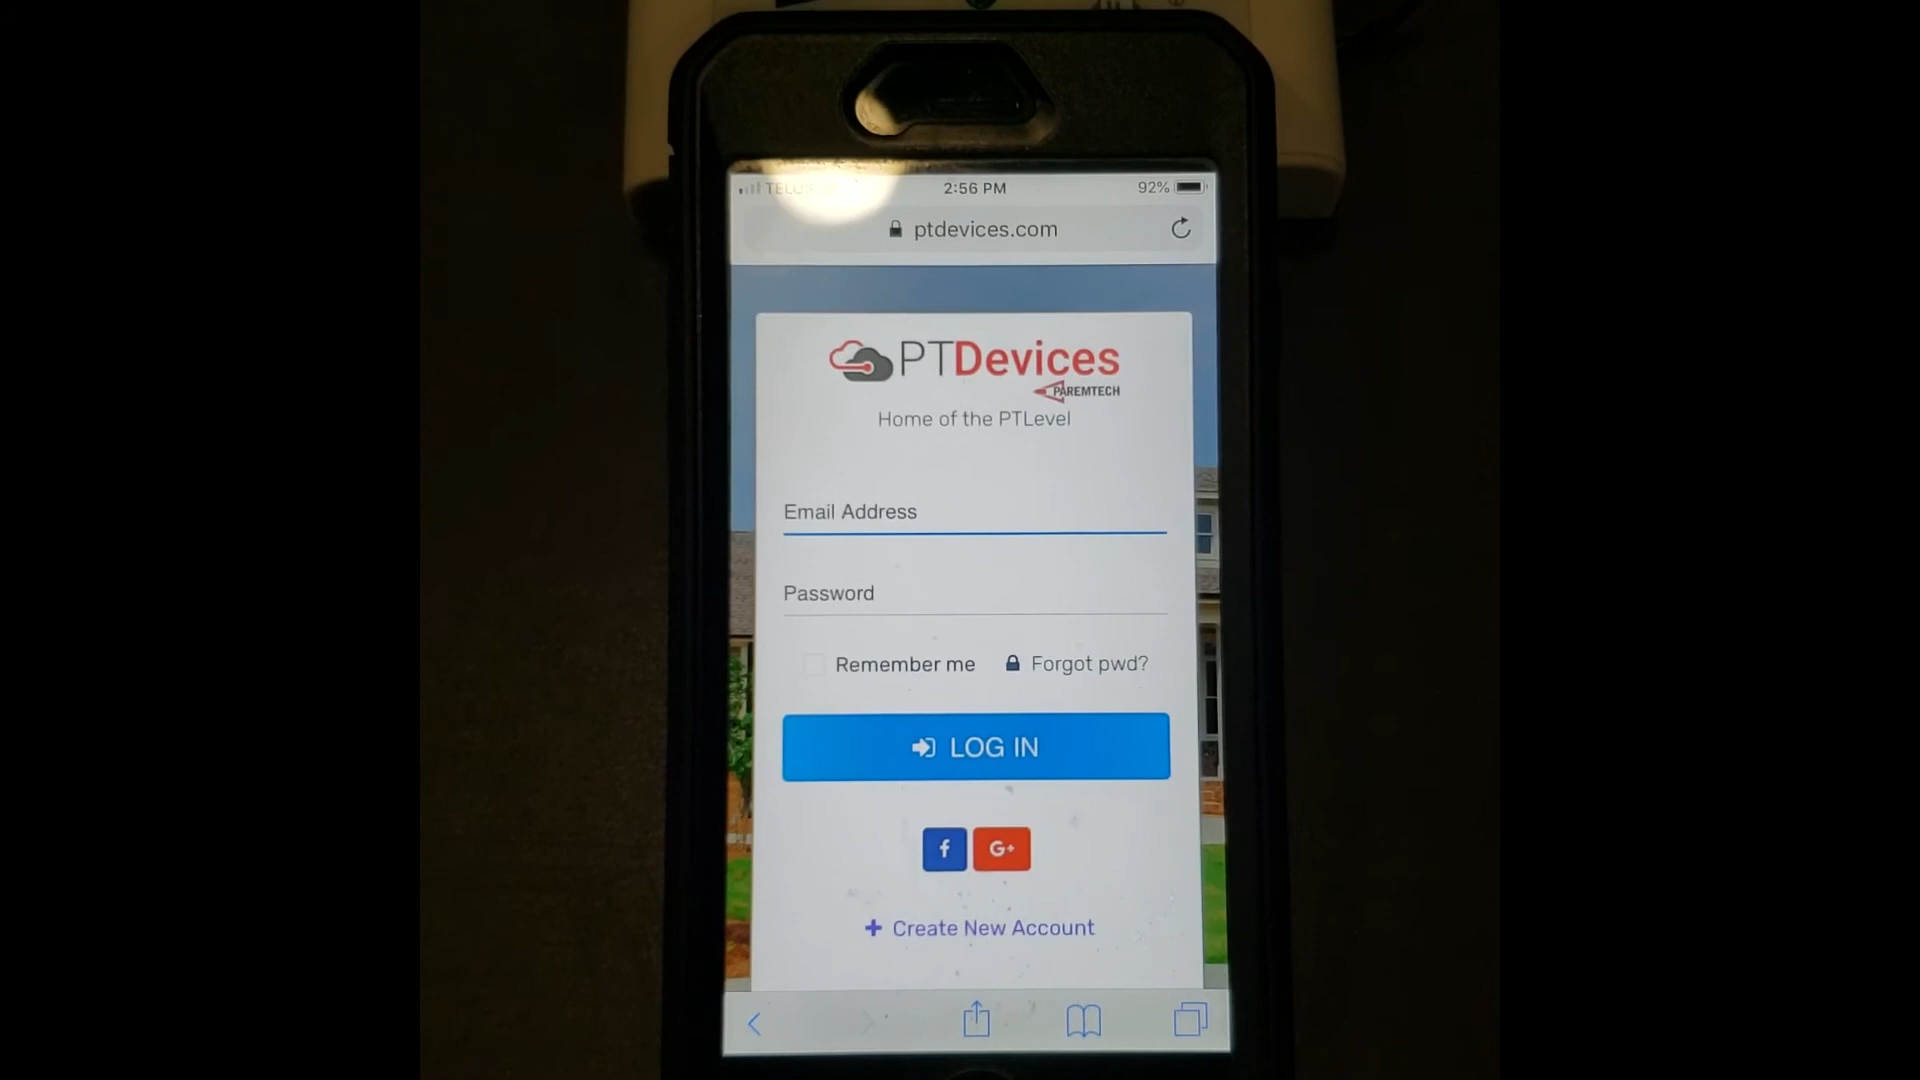 TELUS 2:56 PM 92%
ptdevices.com
PTDevices
PAREMTECH
Home of the PTLevel
Email Address
Password
Remember me Forgot pwd?
LOG IN
f G+
+ Create New Account